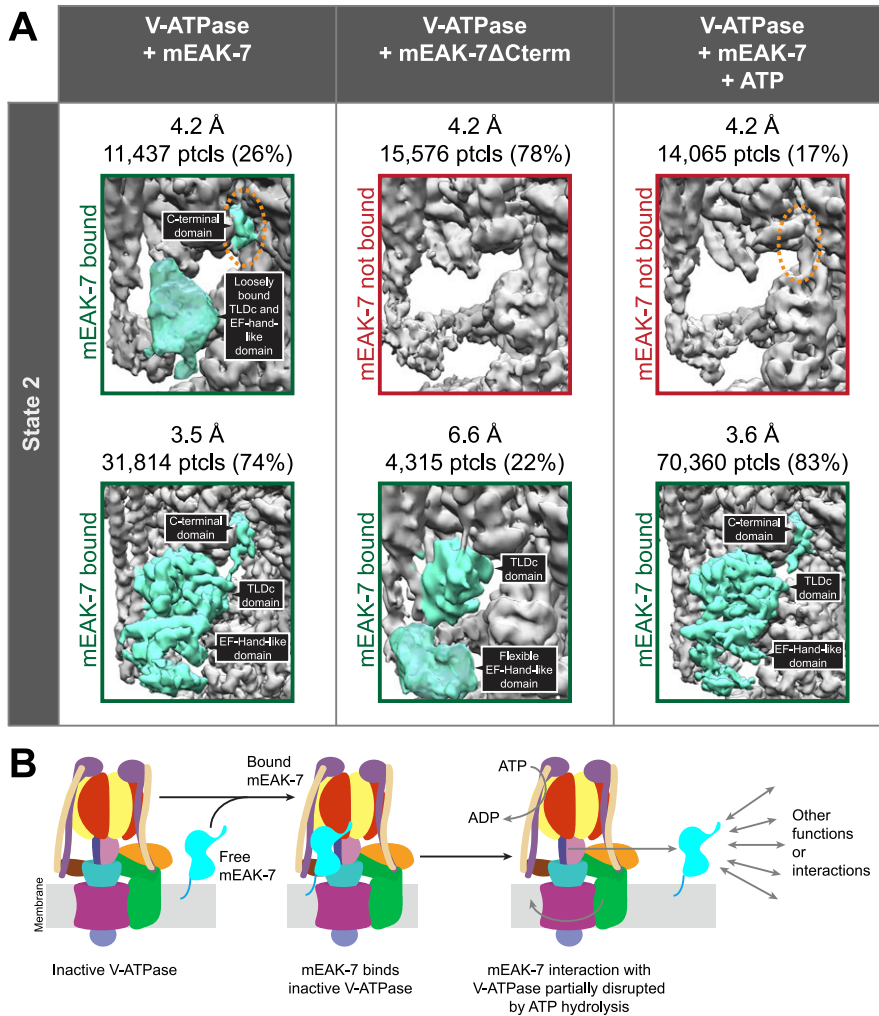 A
V-ATPase
+ mEAK-7
V-ATPase
+ mEAK-7ΔCterm
V-ATPase
+ mEAK-7
+ ATP
State 2
4.2 Å
11,437 ptcls (26%)
mEAK-7 bound
C-terminal
domain
Loosely
bound
TLDc and
EF-hand-
like domain
4.2 Å
15,576 ptcls (78%)
mEAK-7 not bound
4.2 Å
14,065 ptcls (17%)
mEAK-7 not bound
3.5 Å
31,814 ptcls (74%)
mEAK-7 bound
C-terminal
domain
TLDc
domain
EF-Hand-like
domain
6.6 Å
4,315 ptcls (22%)
mEAK-7 bound
TLDc
domain
Flexible
EF-Hand-like
domain
3.6 Å
70,360 ptcls (83%)
mEAK-7 bound
C-terminal
domain
TLDc
domain
EF-Hand-like
domain
B
Bound
mEAK-7
Free
mEAK-7
Membrane
ATP
ADP
Other
functions
or
interactions
Inactive V-ATPase
mEAK-7 binds
inactive V-ATPase
mEAK-7 interaction with
V-ATPase partially disrupted
by ATP hydrolysis